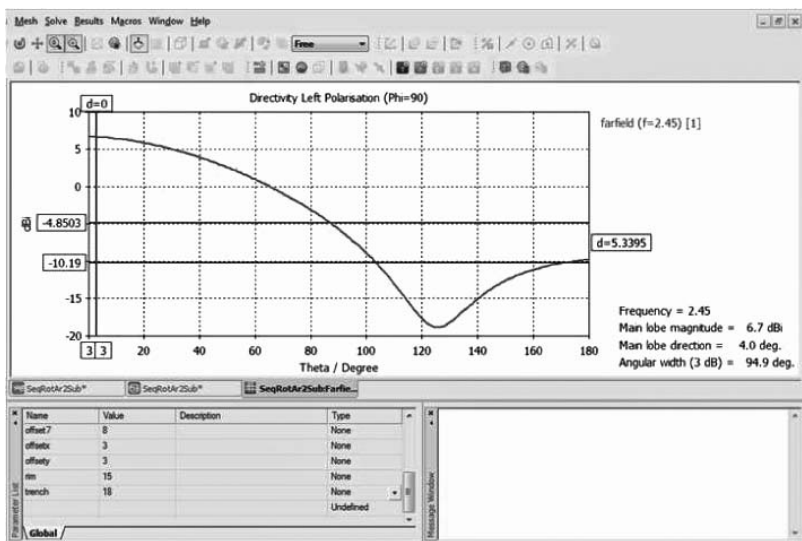 Mesh Solve Results Macros Window Help
Free
Directivity Left Polarisation (Phi=90)
d=0
farfield (f=2.45) [1]
10
5
0
-4.8503
-10.19
-15
-20
dBi
d=5.3395
3 3 20 40 60 80 100 120 140 160 180
Theta / Degree
Frequency = 2.45
Main lobe magnitude = 6.7 dBi
Main lobe direction = 4.0 deg.
Angular width (3 dB) = 94.9 deg.
SeqRotAr2Sub* SeqRotAr2Sub* SeqRotAr2Sub:Farfie...
Name Value Description Type
offset7 8 None
offsetx 3 None
offsety 3 None
rim 15 None
trench 18 None
Undefined
Global
Parameter List
Message Window